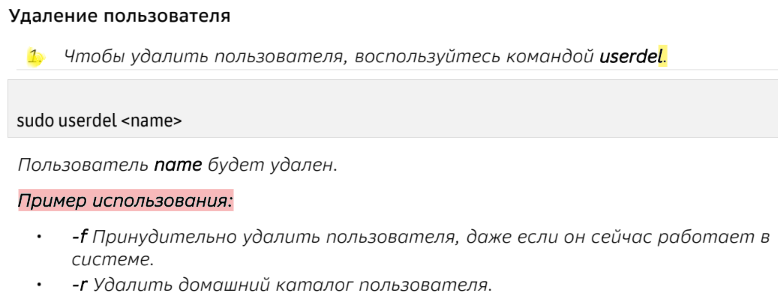 Удаление пользователя
1. Чтобы удалить пользователя, воспользуйтесь командой userdel.
sudo userdel <name>
Пользователь name будет удален.
Пример использования:
• -f Принудительно удалить пользователя, даже если он сейчас работает в
системе.
• -r Удалить домашний каталог пользователя.